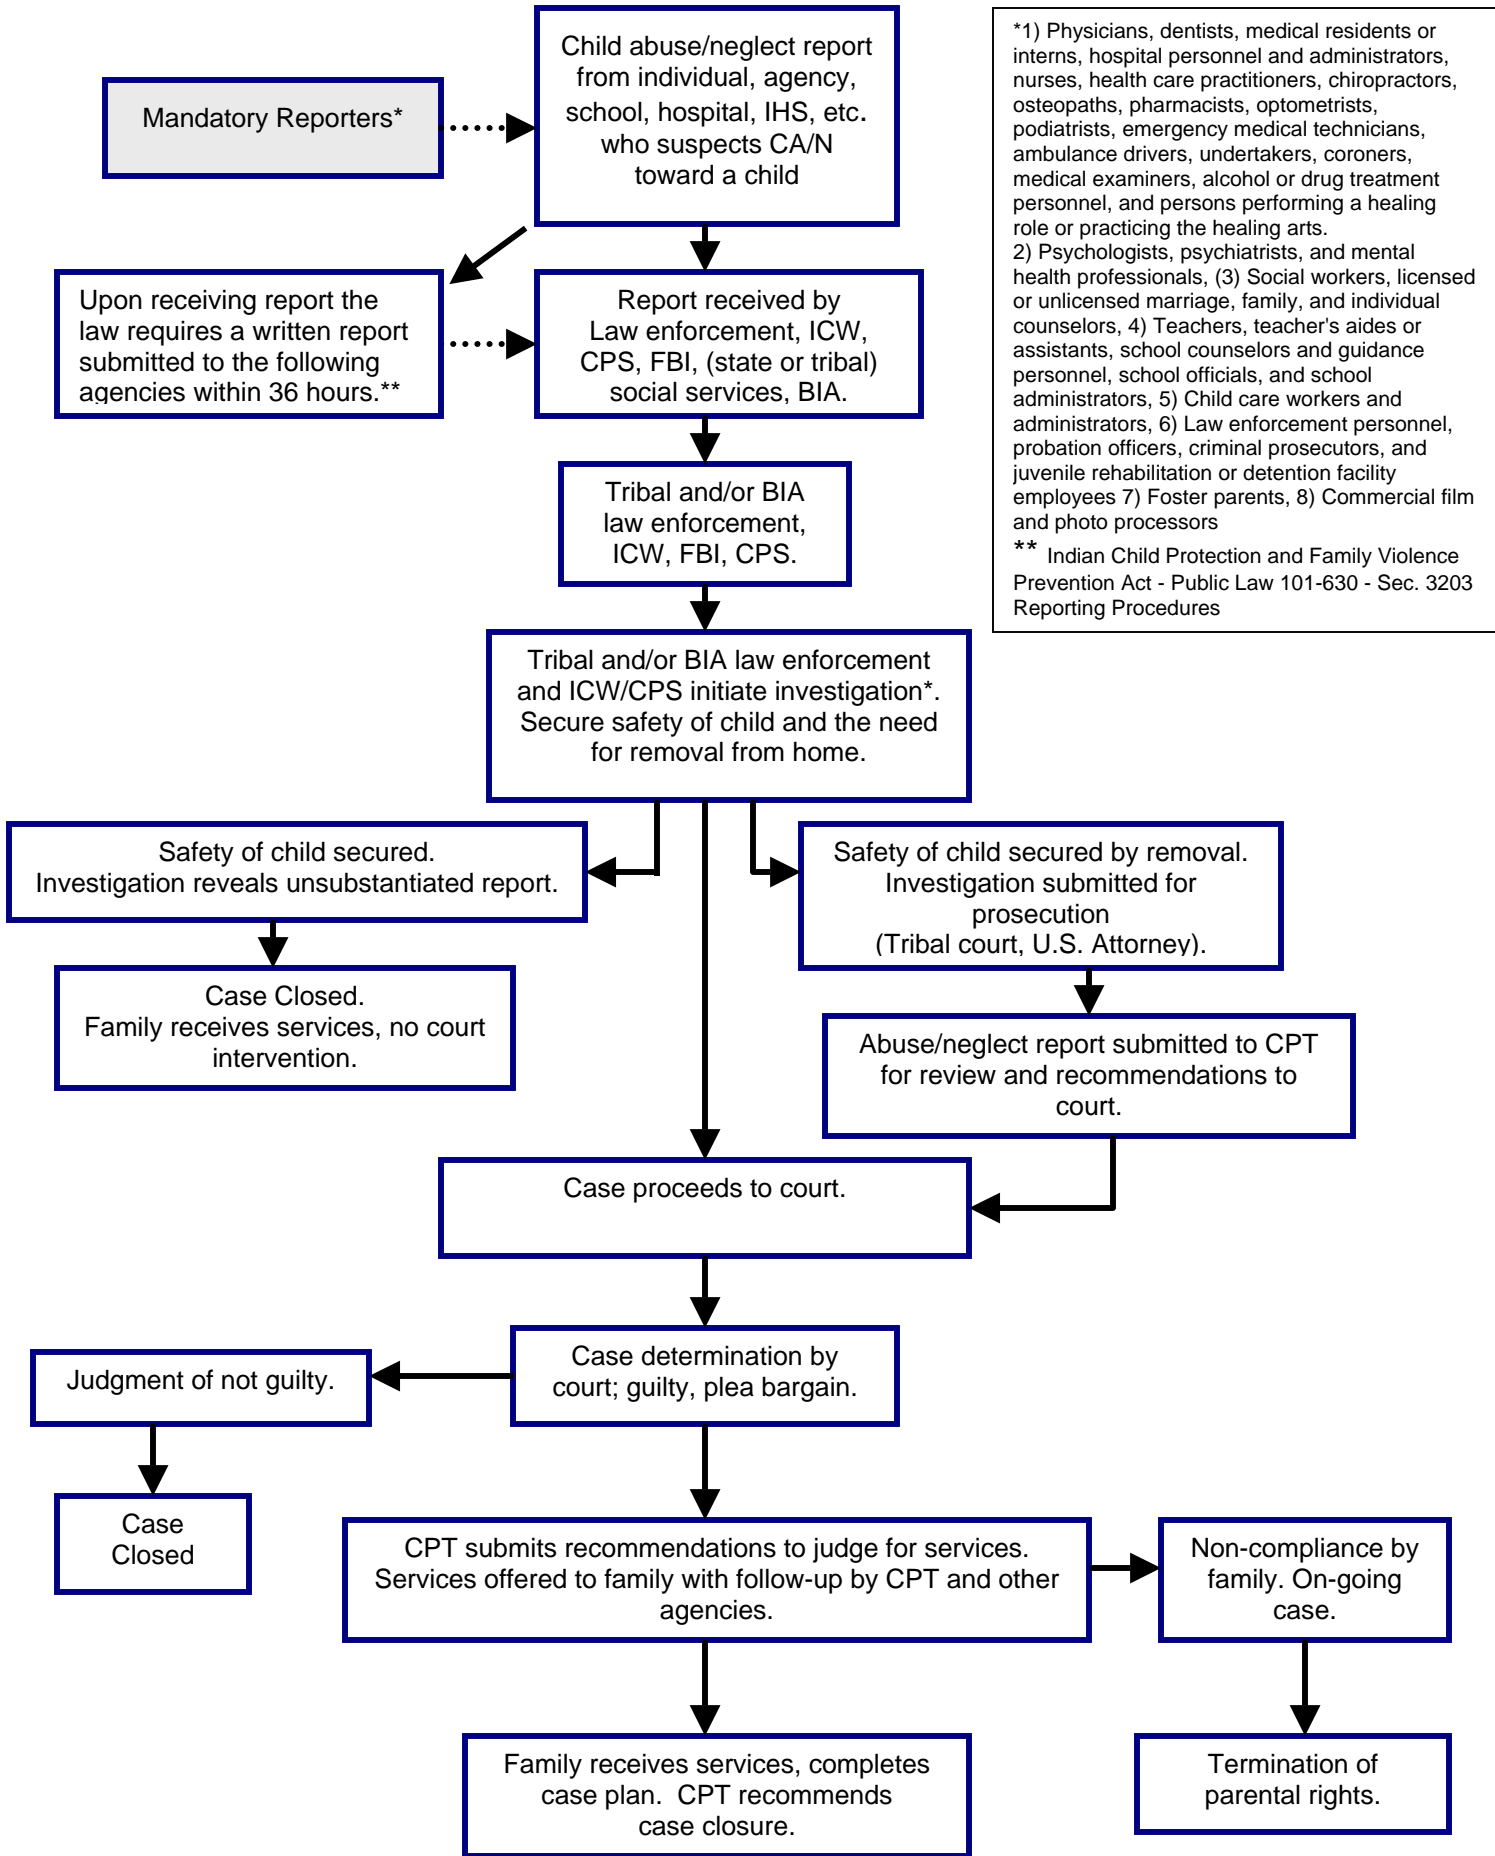 Mandatory Reporters*
Child abuse/neglect report
from individual, agency,
school, hospital, IHS, etc.
who suspects CA/N
toward a child
*1) Physicians, dentists, medical residents or
interns, hospital personnel and administrators,
nurses, health care practitioners, chiropractors,
osteopaths, pharmacists, optometrists,
podiatrists, emergency medical technicians,
ambulance drivers, undertakers, coroners,
medical examiners, alcohol or drug treatment
personnel, and persons performing a healing
role or practicing the healing arts.
2) Psychologists, psychiatrists, and mental
health professionals, (3) Social workers, licensed
or unlicensed marriage, family, and individual
counselors, 4) Teachers, teacher's aides or
assistants, school counselors and guidance
personnel, school officials, and school
administrators, 5) Child care workers and
administrators, 6) Law enforcement personnel,
probation officers, criminal prosecutors, and
juvenile rehabilitation or detention facility
employees 7) Foster parents, 8) Commercial film
and photo processors
** Indian Child Protection and Family Violence
Prevention Act - Public Law 101-630 - Sec. 3203
Reporting Procedures
Upon receiving report the
law requires a written report
submitted to the following
agencies within 36 hours.**
Report received by
Law enforcement, ICW,
CPS, FBI, (state or tribal)
social services, BIA.
Tribal and/or BIA
law enforcement,
ICW, FBI, CPS.
Tribal and/or BIA law enforcement
and ICW/CPS initiate investigation*.
Secure safety of child and the need
for removal from home.
Safety of child secured.
Investigation reveals unsubstantiated report.
Safety of child secured by removal.
Investigation submitted for
prosecution
(Tribal court, U.S. Attorney).
Case Closed.
Family receives services, no court
intervention.
Abuse/neglect report submitted to CPT
for review and recommendations to
court.
Case proceeds to court.
Case determination by
court; guilty, plea bargain.
Judgment of not guilty.
Case
Closed
CPT submits recommendations to judge for services.
Services offered to family with follow-up by CPT and other
agencies.
Non-compliance by
family. On-going
case.
Family receives services, completes
case plan. CPT recommends
case closure.
Termination of
parental rights.